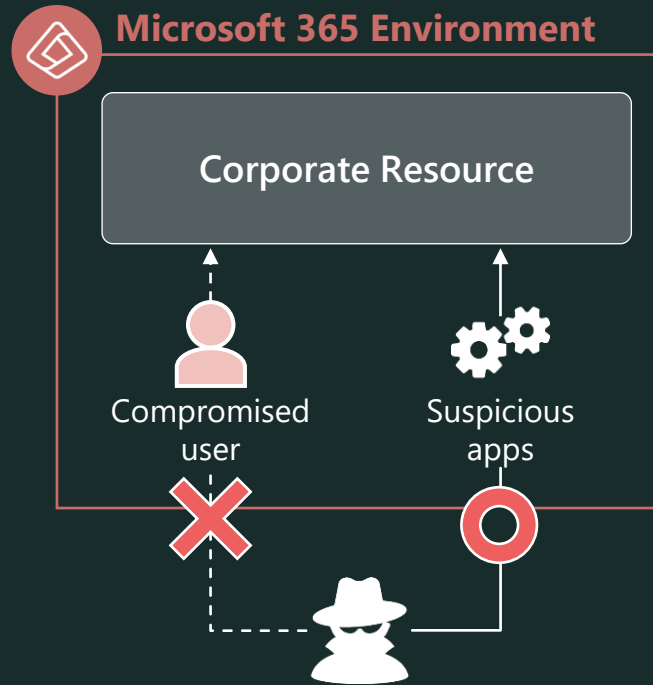 Microsoft 365 Environment
Corporate Resource
Compromised
user
Suspicious
apps